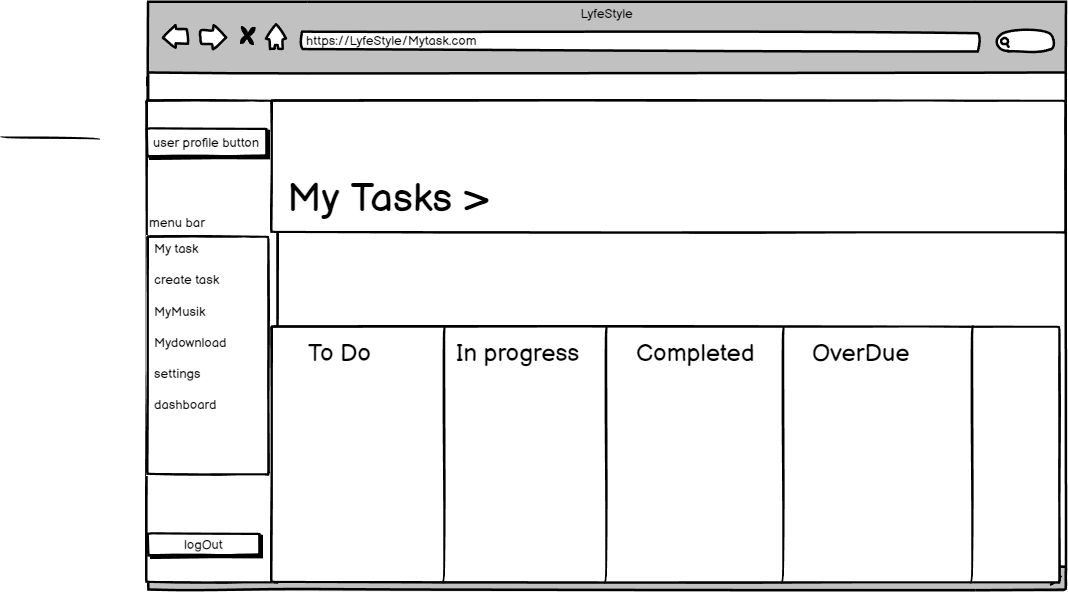 LyfeStyle
https://LyfeStyle/Mytask.com
user profile button
My Tasks >
menu bar
My task
create task
MyMusik
Mydownload
settings
dashboard
logOut
To Do
In progress
Completed
OverDue